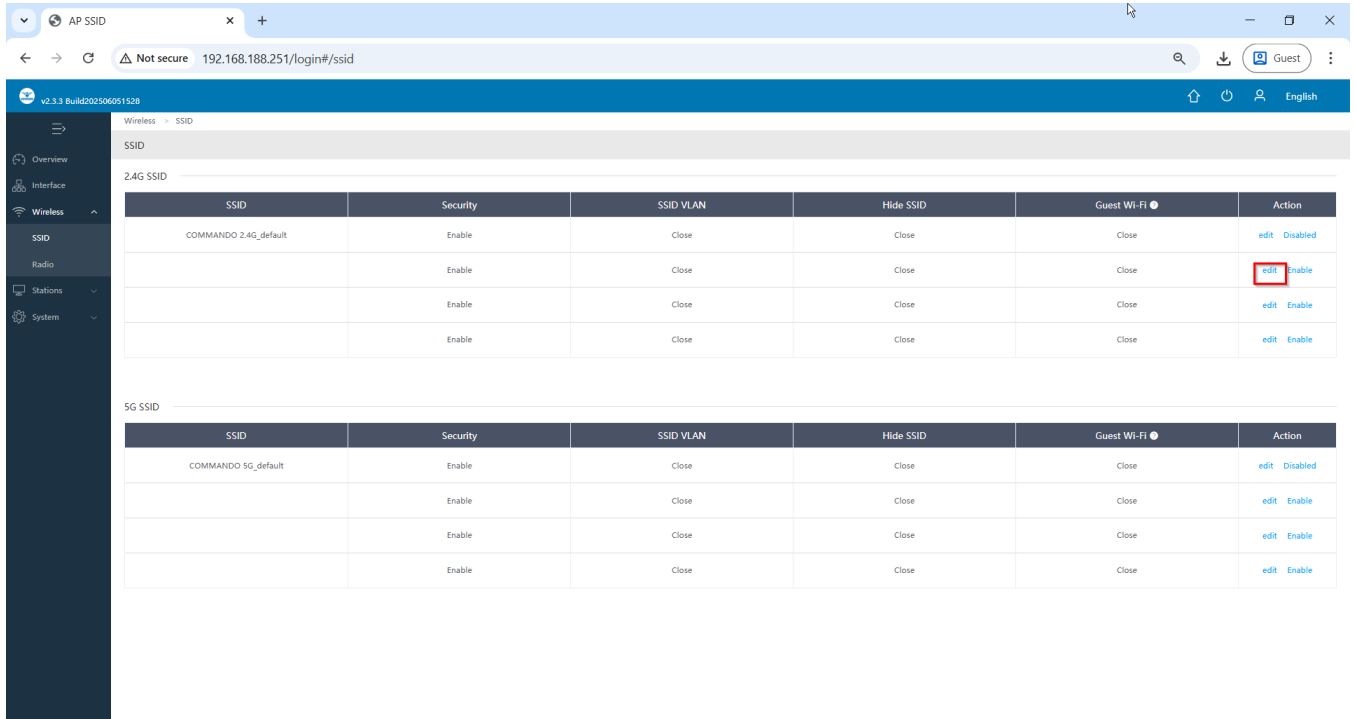 AP SSID
Not secure 192.168.188.251/login#/ssid Guest
v2.3.3 Build202506051528 English
Wireless > SSID
SSID
Overview
Interface
Wireless
SSID
Radio
Stations
System
2.4G SSID
SSID Security SSID VLAN Hide SSID Guest Wi-Fi Action
COMMANDO 2.4G_default Enable Close Close Close edit Disabled
Enable Close Close Close edit Enable
Enable Close Close Close edit Enable
Enable Close Close Close edit Enable
5G SSID
SSID Security SSID VLAN Hide SSID Guest Wi-Fi Action
COMMANDO 5G_default Enable Close Close Close edit Disabled
Enable Close Close Close edit Enable
Enable Close Close Close edit Enable
Enable Close Close Close edit Enable